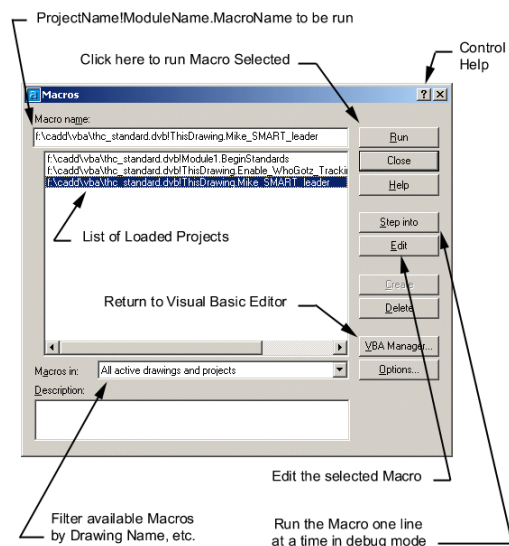 ProjectName!ModuleName.MacroName to be run
Click here to run Macro Selected
Control
Help
Macros
Macro name:
f:\cadd\vba\thc_standard.dvb!ThisDrawing.Mike_SMART_leader
Run
f:\cadd\vba\thc_standard.dvb!Module1.BeginStandards
f:\cadd\vba\thc_standard.dvb!ThisDrawing.Enable_WhoGotz_Trackin
f:\cadd\vba\thc_standard.dvb!ThisDrawing.Mike_SMART_leader
Close
Help
List of Loaded Projects
Step into
Edit
Create
Return to Visual Basic Editor
Delete
VBA Manager...
Macros in:
All active drawings and projects
Options...
Description:
Edit the selected Macro
Filter available Macros
by Drawing Name, etc.
Run the Macro one line
at a time in debug mode